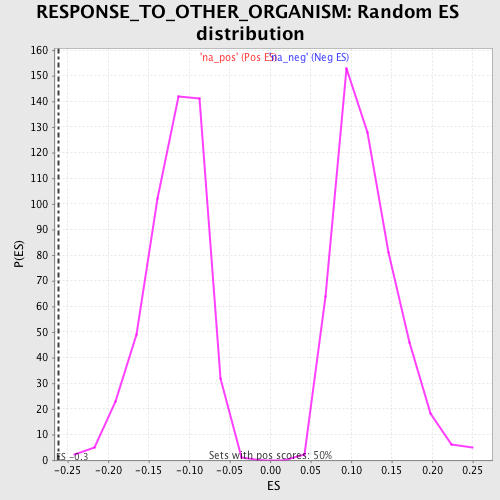 RESPONSE_TO_OTHER_ORGANISM: Random ES
distribution
'na_pos' (Pos ES) 'na_neg' (Neg ES)
160
150
140
130
120
110
100
90
80
70
60
50
40
30
20
10
0
P(ES)
ES -0.3
Sets with pos scores: 50%
-0.25 -0.20 -0.15 -0.10 -0.05 0.00 0.05 0.10 0.15 0.20 0.25
ES